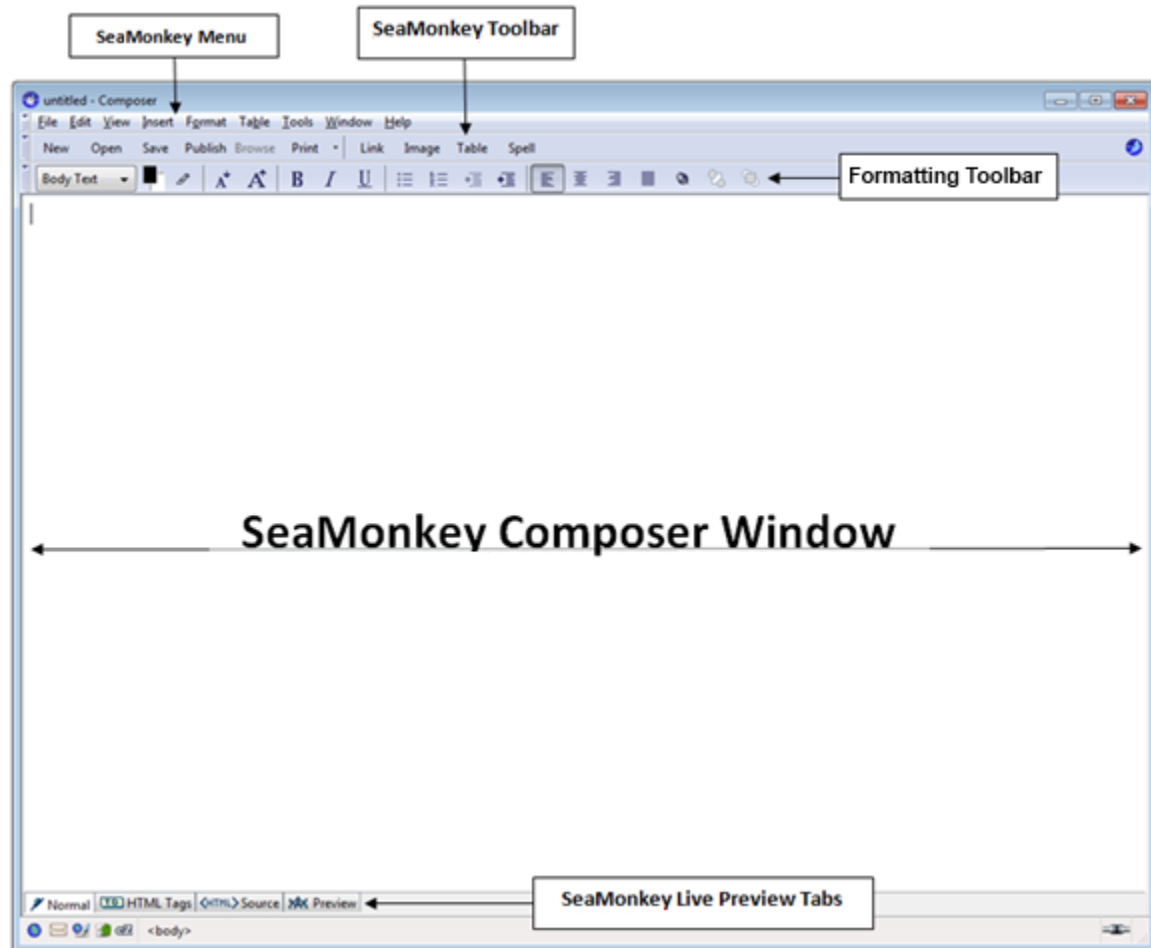 SeaMonkey Menu
SeaMonkey Toolbar
untitled - Composer
File Edit View Insert Format Table Tools Window Help
New Open Save Publish Browse Print Link Image Table Spell
Body Text B I U
Formatting Toolbar
SeaMonkey Composer Window
Normal TD HTML Tags <HTML> Source Preview
SeaMonkey Live Preview Tabs
<body>